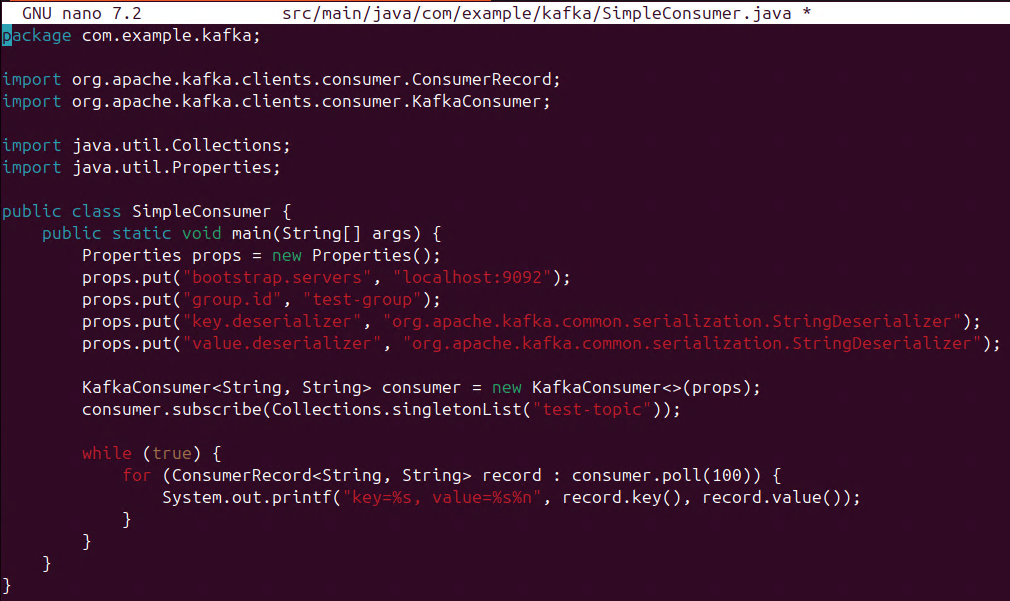 GNU nano 7.2 src/main/java/com/example/kafka/SimpleConsumer.java *
package com.example.kafka;

import org.apache.kafka.clients.consumer.ConsumerRecord;
import org.apache.kafka.clients.consumer.KafkaConsumer;

import java.util.Collections;
import java.util.Properties;

public class SimpleConsumer {
    public static void main(String[] args) {
        Properties props = new Properties();
        props.put("bootstrap.servers", "localhost:9092");
        props.put("group.id", "test-group");
        props.put("key.deserializer", "org.apache.kafka.common.serialization.StringDeserializer");
        props.put("value.deserializer", "org.apache.kafka.common.serialization.StringDeserializer");

        KafkaConsumer<String, String> consumer = new KafkaConsumer<>(props);
        consumer.subscribe(Collections.singletonList("test-topic"));

        while (true) {
            for (ConsumerRecord<String, String> record : consumer.poll(100)) {
                System.out.printf("key=%s, value=%s%n", record.key(), record.value());
            }
        }
    }
}